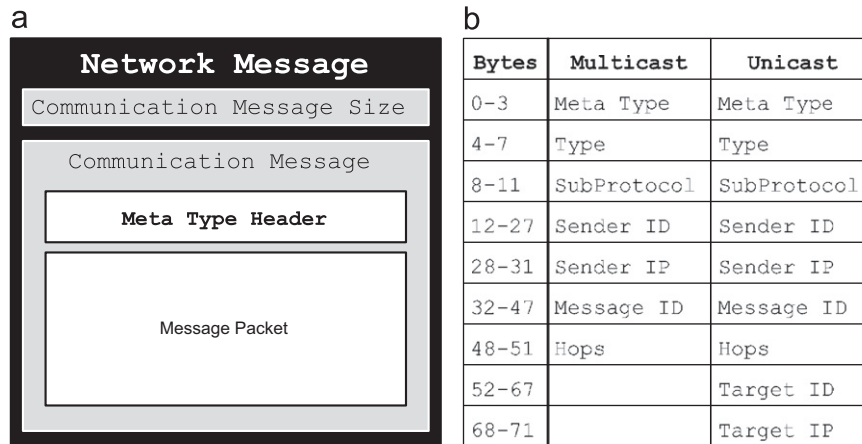 a
Network Message
Communication Message Size
Communication Message
Meta Type Header
Message Packet
b
Bytes Multicast Unicast
0-3 Meta Type Meta Type
4-7 Type Type
8-11 SubProtocol SubProtocol
12-27 Sender ID Sender ID
28-31 Sender IP Sender IP
32-47 Message ID Message ID
48-51 Hops Hops
52-67 Target ID
68-71 Target IP